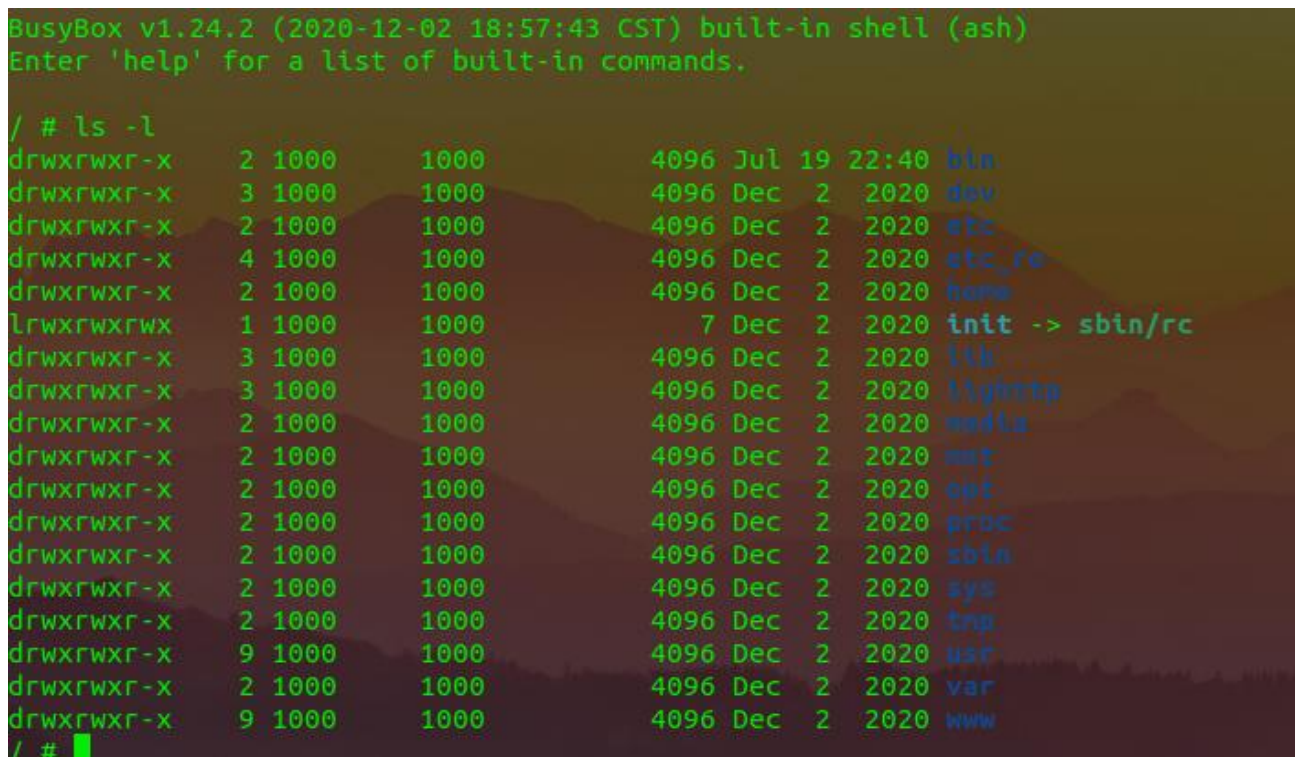 BusyBox v1.24.2 (2020-12-02 18:57:43 CST) built-in shell (ash)
Enter 'help' for a list of built-in commands.
/ # ls -l
drwxrwxr-x 2 1000 1000 4096 Jul 19 22:40 bin
drwxrwxr-x 3 1000 1000 4096 Dec 2 2020 dev
drwxrwxr-x 2 1000 1000 4096 Dec 2 2020 etc
drwxrwxr-x 4 1000 1000 4096 Dec 2 2020 etc_ro
drwxrwxr-x 2 1000 1000 4096 Dec 2 2020 home
lrwxrwxrwx 1 1000 1000 7 Dec 2 2020 init -> sbin/rc
drwxrwxr-x 3 1000 1000 4096 Dec 2 2020 lib
drwxrwxr-x 3 1000 1000 4096 Dec 2 2020 lighttp
drwxrwxr-x 2 1000 1000 4096 Dec 2 2020 media
drwxrwxr-x 2 1000 1000 4096 Dec 2 2020 mnt
drwxrwxr-x 2 1000 1000 4096 Dec 2 2020 opt
drwxrwxr-x 2 1000 1000 4096 Dec 2 2020 proc
drwxrwxr-x 2 1000 1000 4096 Dec 2 2020 sbin
drwxrwxr-x 2 1000 1000 4096 Dec 2 2020 sys
drwxrwxr-x 2 1000 1000 4096 Dec 2 2020 tmp
drwxrwxr-x 9 1000 1000 4096 Dec 2 2020 usr
drwxrwxr-x 2 1000 1000 4096 Dec 2 2020 var
drwxrwxr-x 9 1000 1000 4096 Dec 2 2020 www
/ #